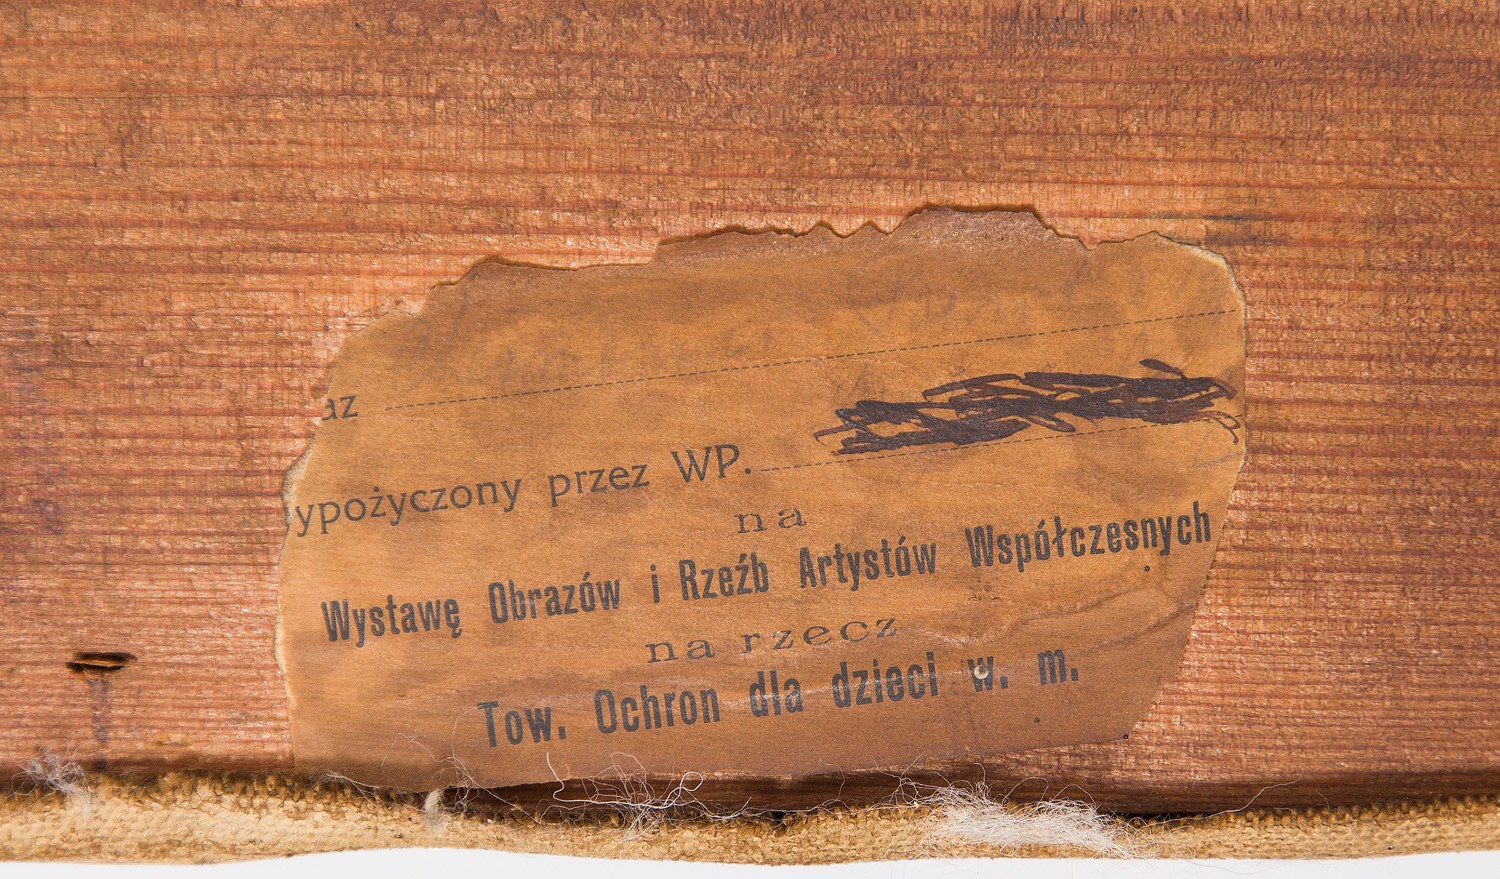 az
ypożyczony przez WP.
na
Wystawę Obrazów i Rzeźb Artystów Współczesnych
na rzecz
Tow. Ochron dla dzieci w. m.